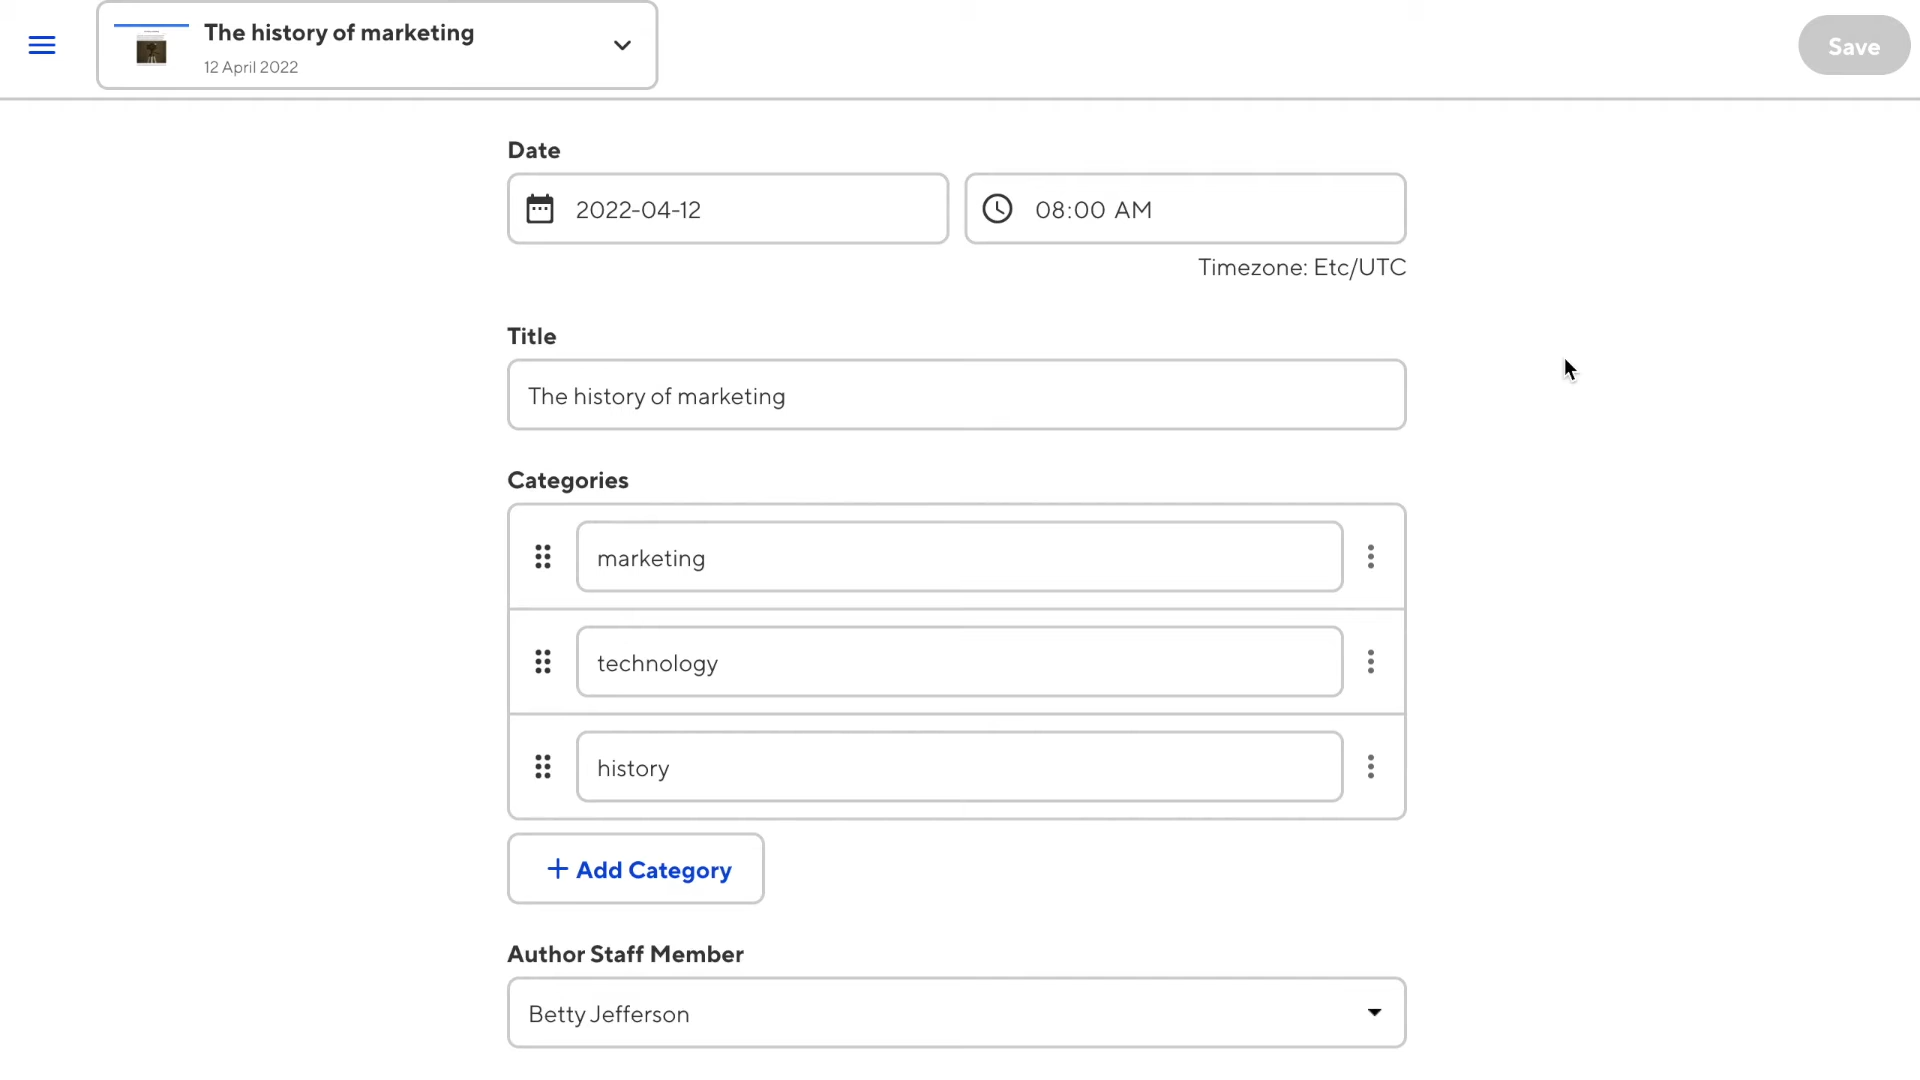 The history of marketing
12 April 2022
Save
Date
2022-04-12
08:00 AM
Timezone: Etc/UTC
Title
The history of marketing
Categories
marketing
technology
history
+ Add Category
Author Staff Member
Betty Jefferson